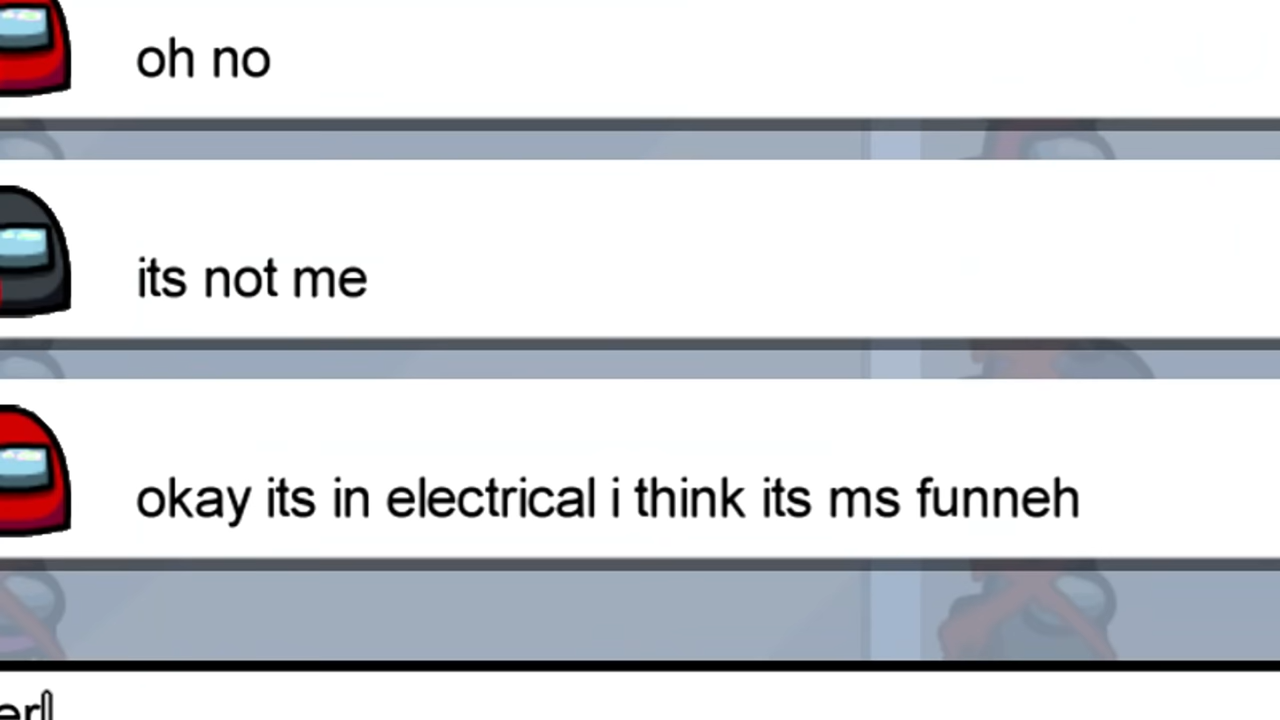 oh no
its not me
okay its in electrical i think its ms funneh